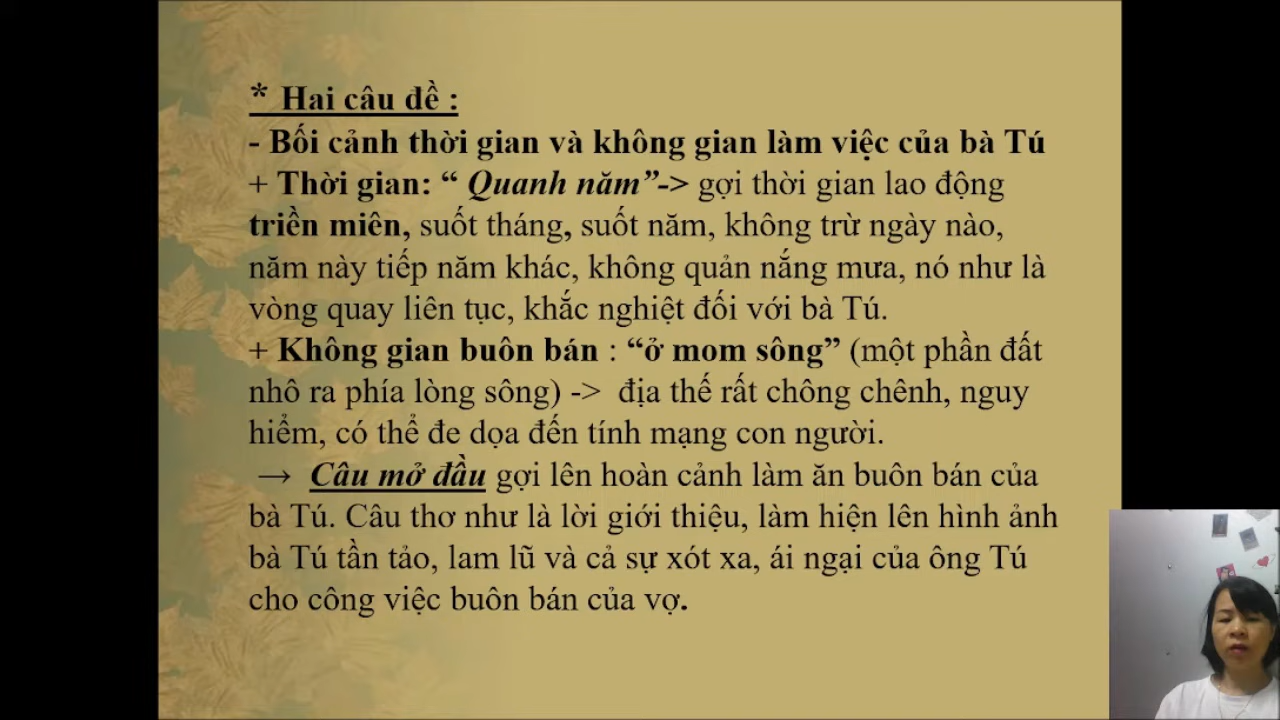 * Hai câu đề :
- Bối cảnh thời gian và không gian làm việc của bà Tú
+ Thời gian: “ Quanh năm”-> gợi thời gian lao động
triền miên, suốt tháng, suốt năm, không trừ ngày nào,
năm này tiếp năm khác, không quản nắng mưa, nó như là
vòng quay liên tục, khắc nghiệt đối với bà Tú.
+ Không gian buôn bán : “ở mom sông” (một phần đất
nhô ra phía lòng sông) -> địa thế rất chông chênh, nguy
hiểm, có thể đe dọa đến tính mạng con người.
→ Câu mở đầu gợi lên hoàn cảnh làm ăn buôn bán của
bà Tú. Câu thơ như là lời giới thiệu, làm hiện lên hình ảnh
bà Tú tần tảo, lam lũ và cả sự xót xa, ái ngại của ông Tú
cho công việc buôn bán của vợ.